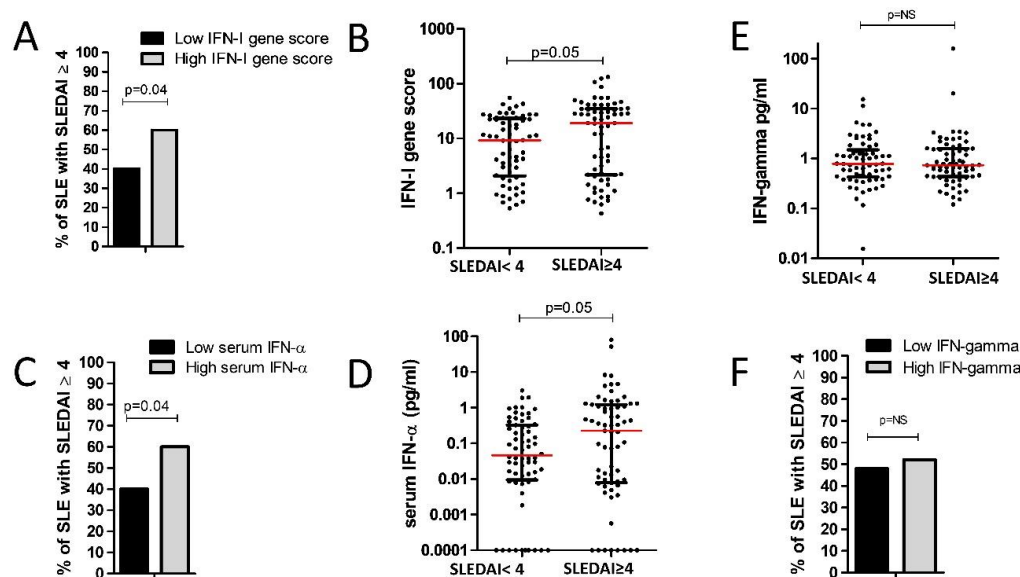 A
Low IFN-I gene score
High IFN-I gene score
% of SLE with SLEDAI ≥ 4
100
90
80
70
60
50
40
30
20
10
0
p=0.04
B
IFN-I gene score
1000
100
10
1
0.1
p=0.05
SLEDAI< 4
SLEDAI≥4
E
IFN-gamma pg/ml
p=NS
100
10
1
0.1
0.01
SLEDAI< 4
SLEDAI≥4
C
Low serum IFN-α
High serum IFN-α
% of SLE with SLEDAI ≥ 4
100
90
80
70
60
50
40
30
20
10
0
p=0.04
D
serum IFN-α (pg/ml)
p=0.05
100
10
1
0.1
0.01
0.001
0.0001
SLEDAI< 4
SLEDAI≥4
F
Low IFN-gamma
High IFN-gamma
% of SLE with SLEDAI ≥ 4
100
90
80
70
60
50
40
30
20
10
0
p=NS